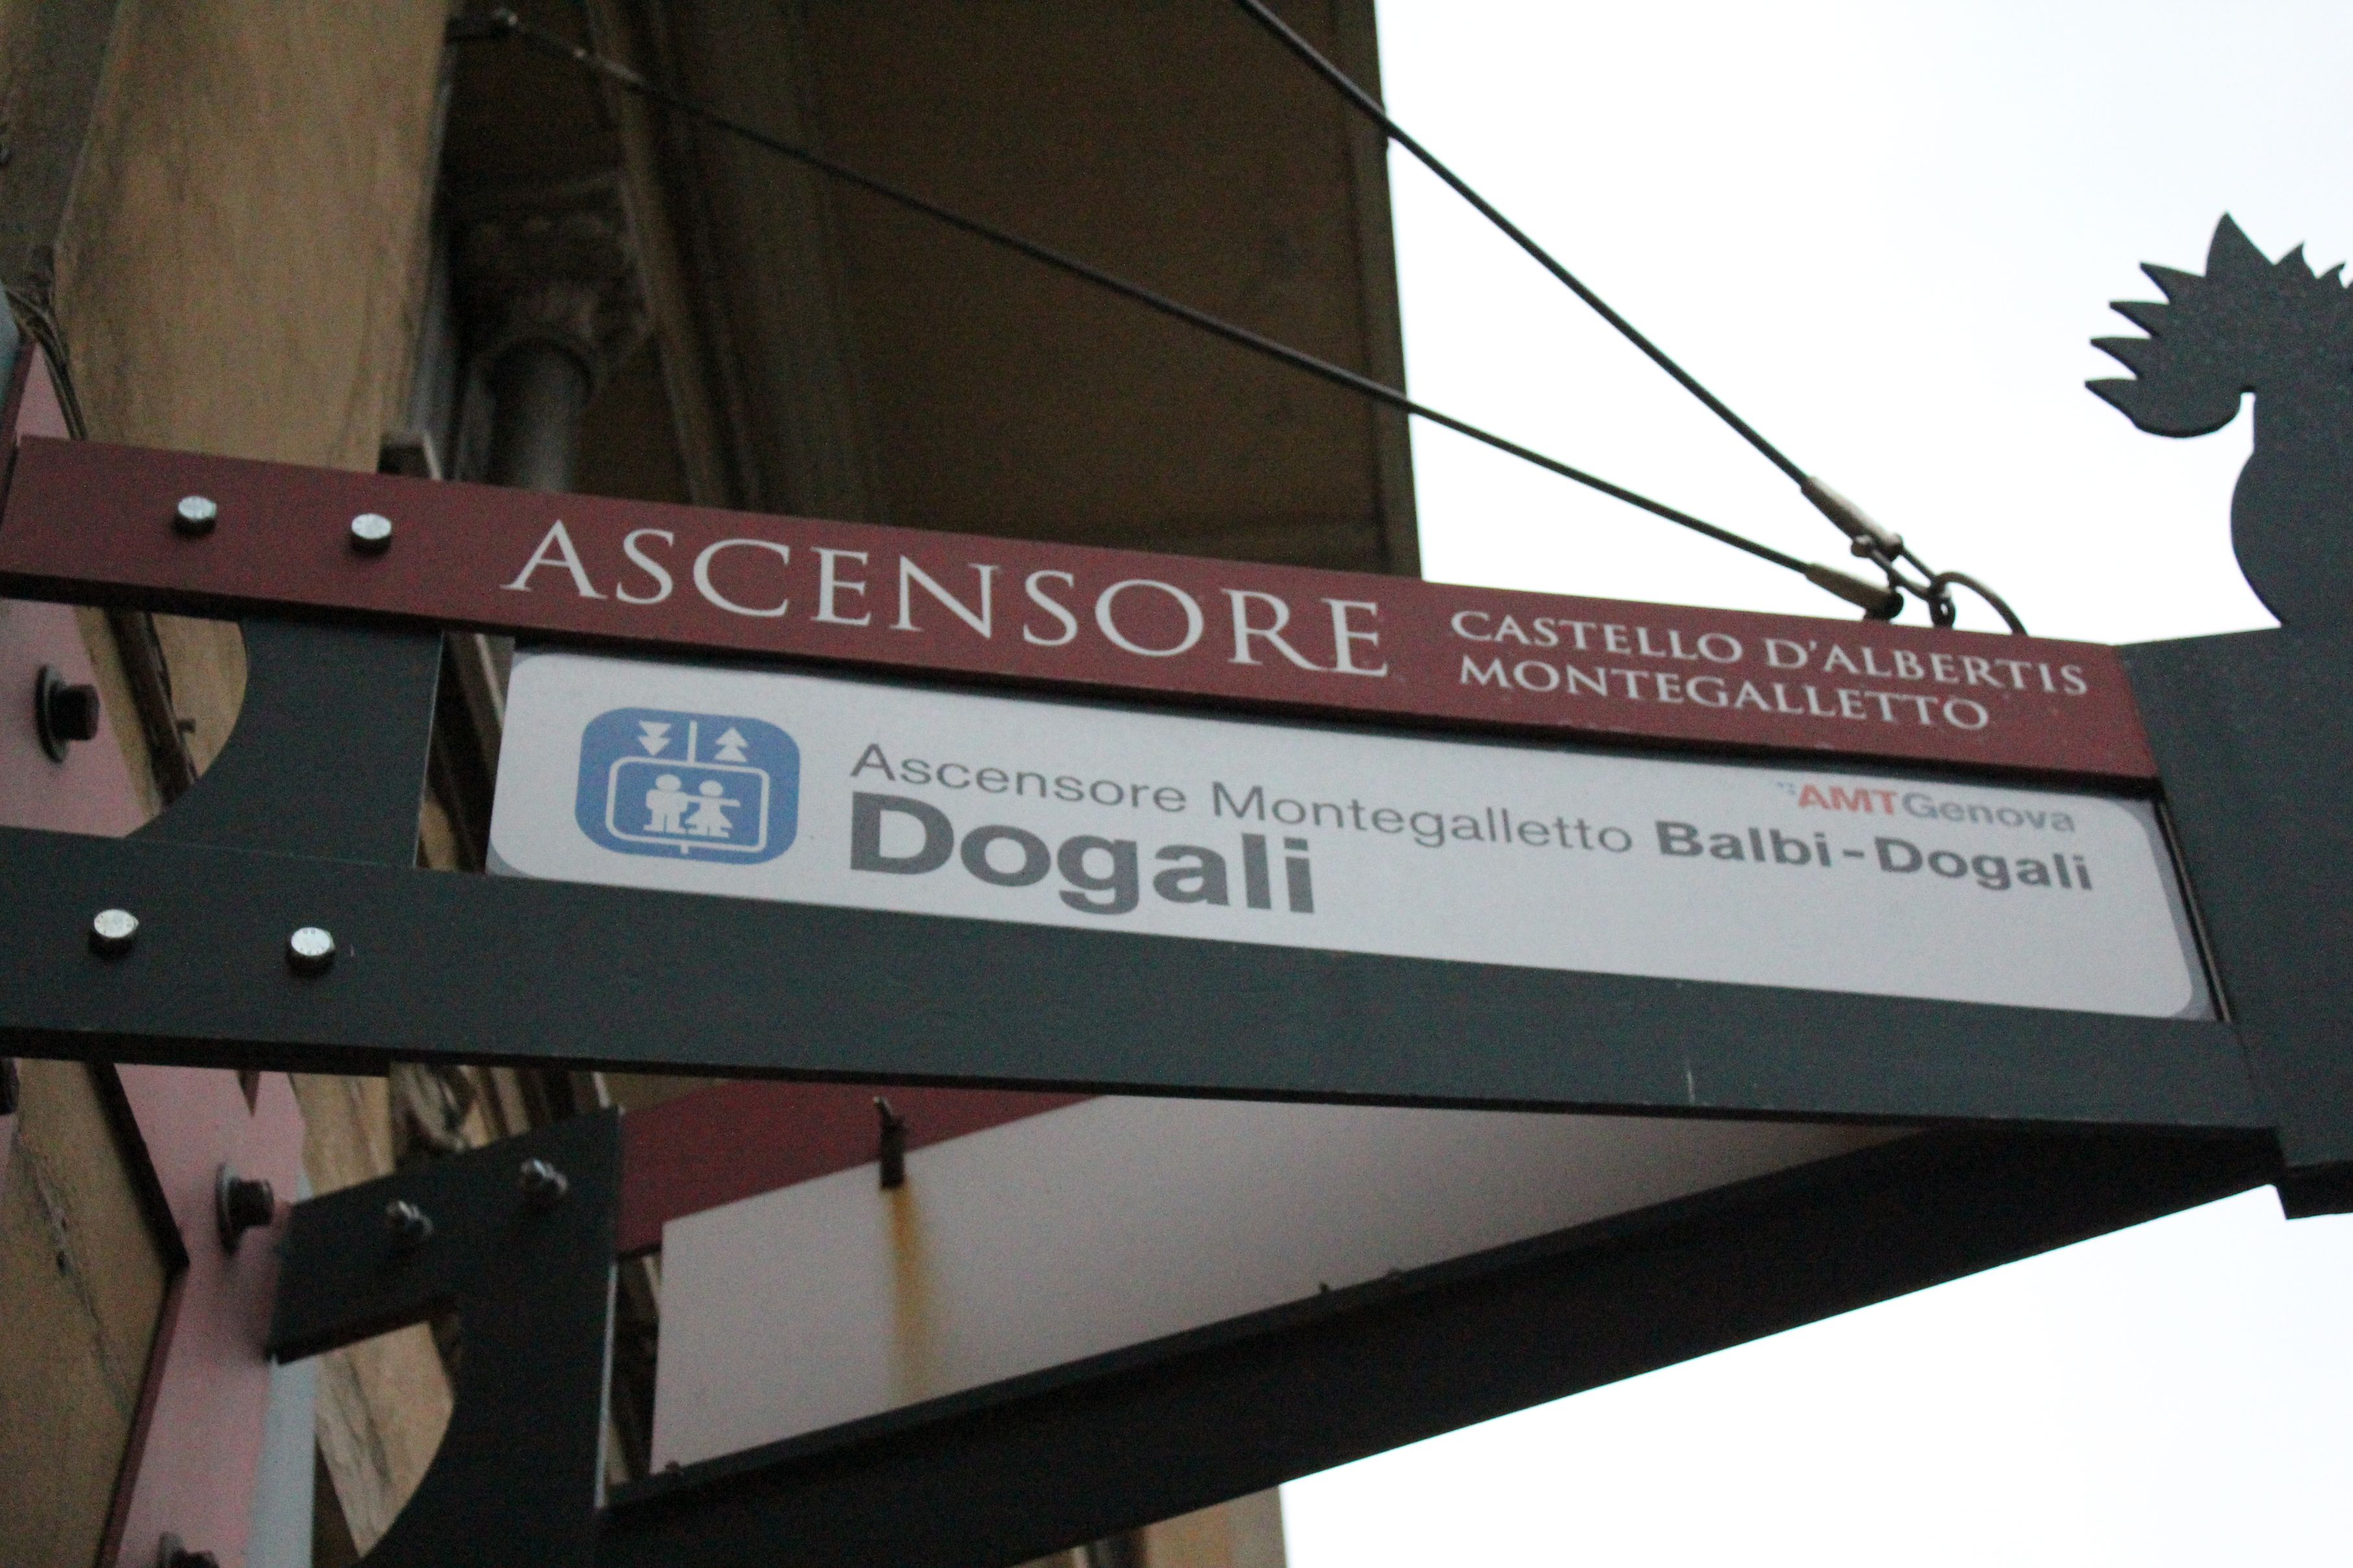 ASCENSORE
CASTELLO D'ALBERTIS
MONTEGALLETTO
AMTGenova
Ascensore Montegalletto Balbi-Dogali
Dogali